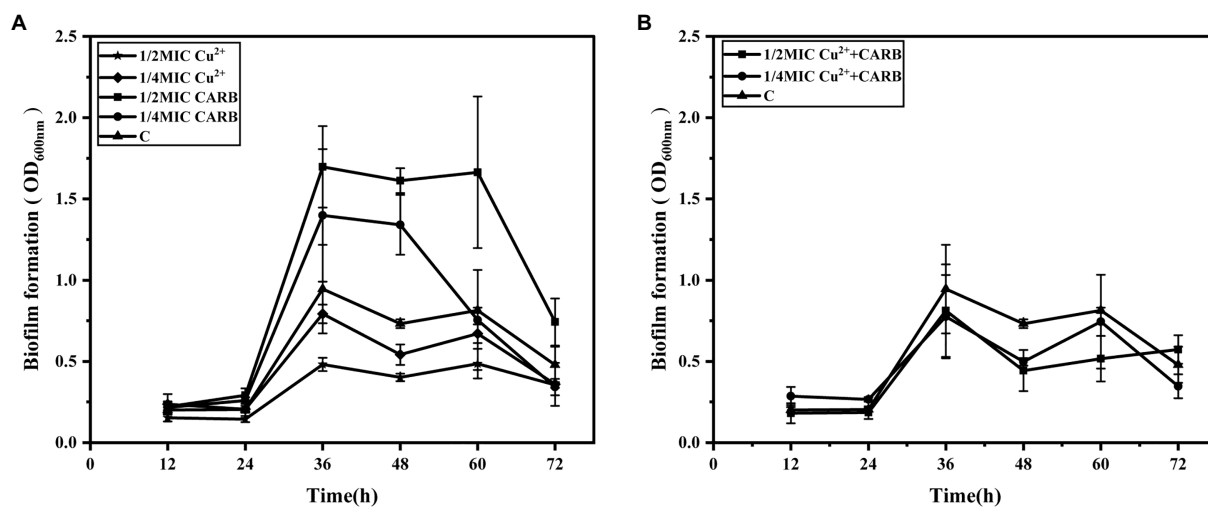 A
2.5
2.0
1.5
1.0
0.5
0.0
Biofilm formation ( OD600nm )
1/2MIC Cu2+
1/4MIC Cu2+
1/2MIC CARB
1/4MIC CARB
C
0 12 24 36 48 60 72
Time(h)
B
2.5
2.0
1.5
1.0
0.5
0.0
Biofilm formation ( OD600nm )
1/2MIC Cu2++CARB
1/4MIC Cu2++CARB
C
0 12 24 36 48 60 72
Time(h)